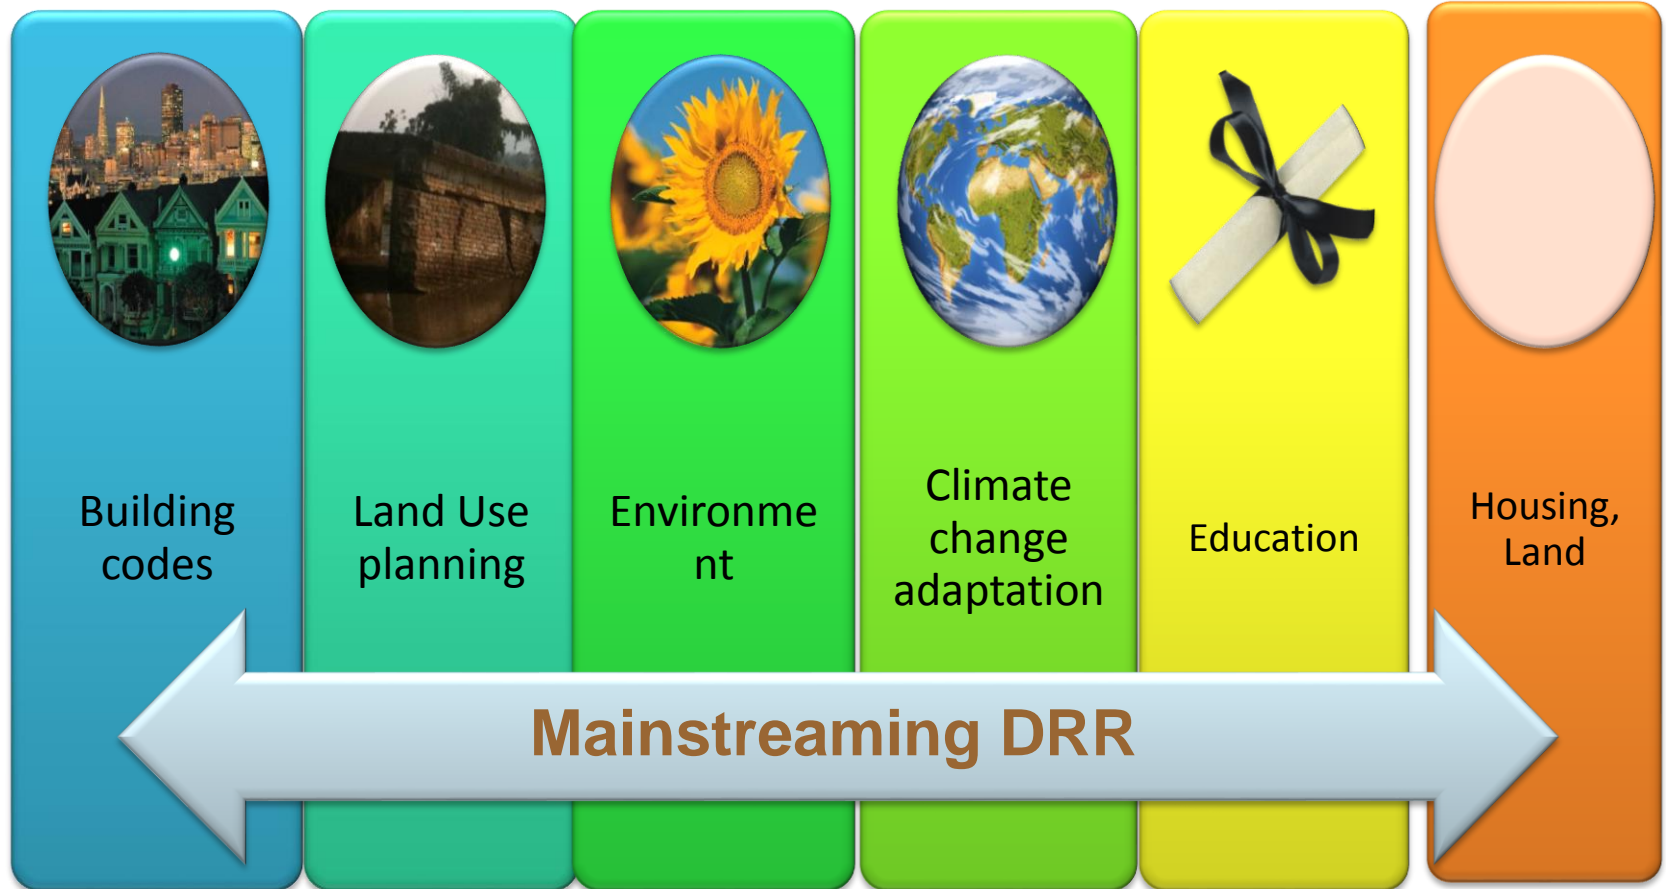 Building
codes
Land Use
planning
Environme
nt
Climate
change
adaptation
Education
Housing,
Land
Mainstreaming DRR